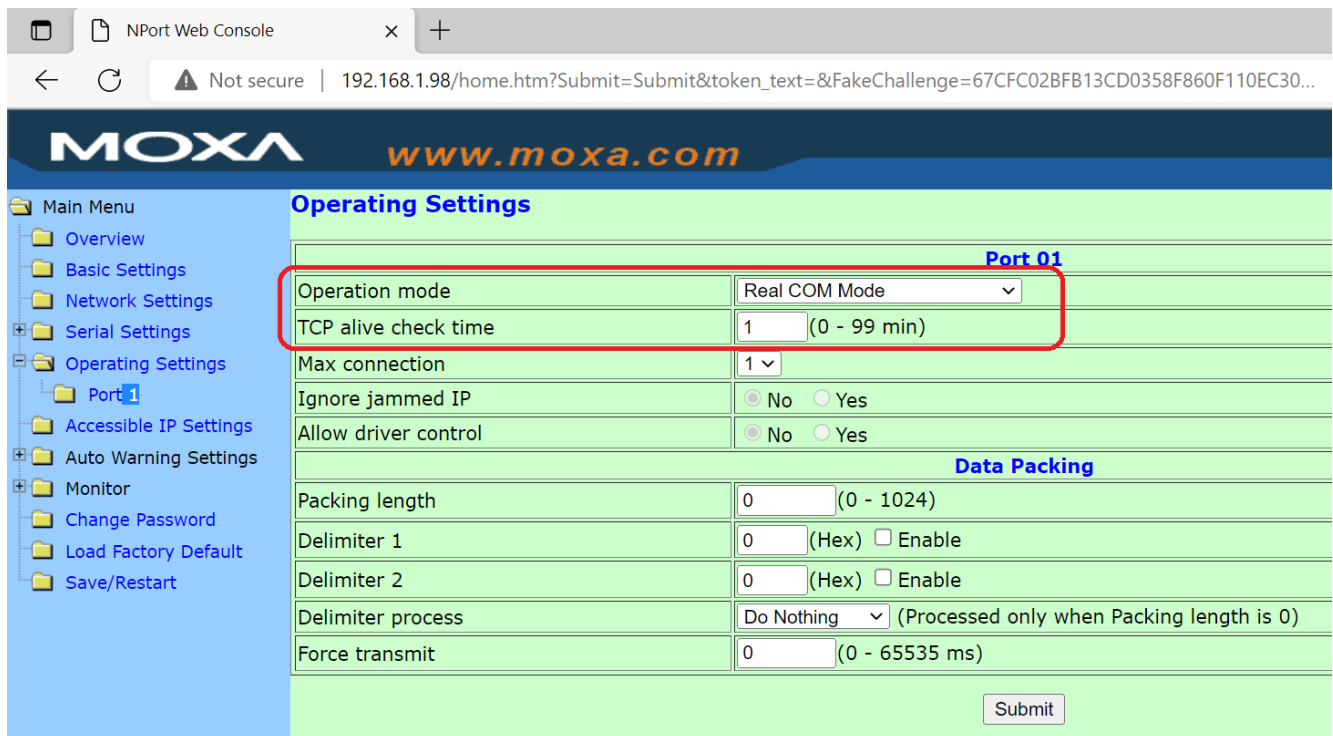 NPort Web Console
Not secure | 192.168.1.98/home.htm?Submit=Submit&token_text=&FakeChallenge=67CFC02BFB13CD0358F860F110EC30...
MOXA www.moxa.com
Main Menu
Overview
Basic Settings
Network Settings
Serial Settings
Operating Settings
Port 1
Accessible IP Settings
Auto Warning Settings
Monitor
Change Password
Load Factory Default
Save/Restart
Operating Settings
Port 01
Operation mode Real COM Mode
TCP alive check time 1 (0 - 99 min)
Max connection 1
Ignore jammed IP No Yes
Allow driver control No Yes
Data Packing
Packing length 0 (0 - 1024)
Delimiter 1 0 (Hex) Enable
Delimiter 2 0 (Hex) Enable
Delimiter process Do Nothing (Processed only when Packing length is 0)
Force transmit 0 (0 - 65535 ms)
Submit